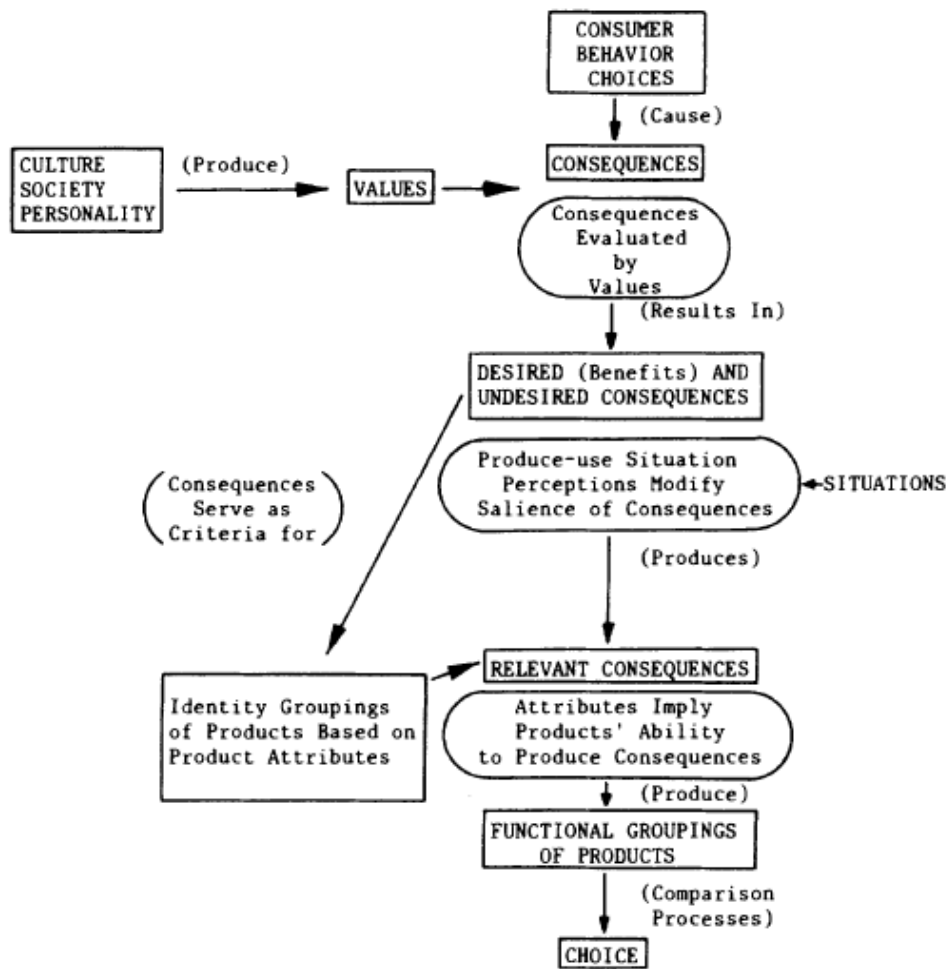 CONSUMER
BEHAVIOR
CHOICES
(Cause)
CULTURE
SOCIETY
PERSONALITY
(Produce)
VALUES
CONSEQUENCES
Consequences
Evaluated
by
Values
(Results In)
DESIRED (Benefits) AND
UNDESIRED CONSEQUENCES
(Consequences
Serve as
Criteria for)
Produce-use Situation
Perceptions Modify
Salience of Consequences
SITUATIONS
(Produces)
RELEVANT CONSEQUENCES
Identity Groupings
of Products Based on
Product Attributes
Attributes Imply
Products' Ability
to Produce Consequences
(Produce)
FUNCTIONAL GROUPINGS
OF PRODUCTS
(Comparison
Processes)
CHOICE